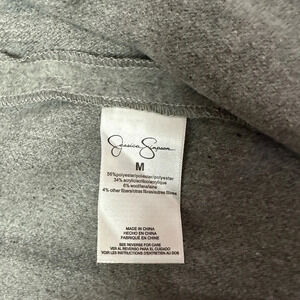 Jessica Simpson
M
56%polyester/poliéster/polyester
34% acrylic/acrílico/acrylique
6% wool/lana/laine
4% other fibers/otras fibras/autres fibres
MADE IN CHINA
HECHO EN CHINA
FABRIQUÉ EN CHINE
SEE REVERSE FOR CARE
VER AL REVERSO PARA EL CUIDADO
VOIR LES INSTRUCTIONS D'ENTRETIEN AU DOS